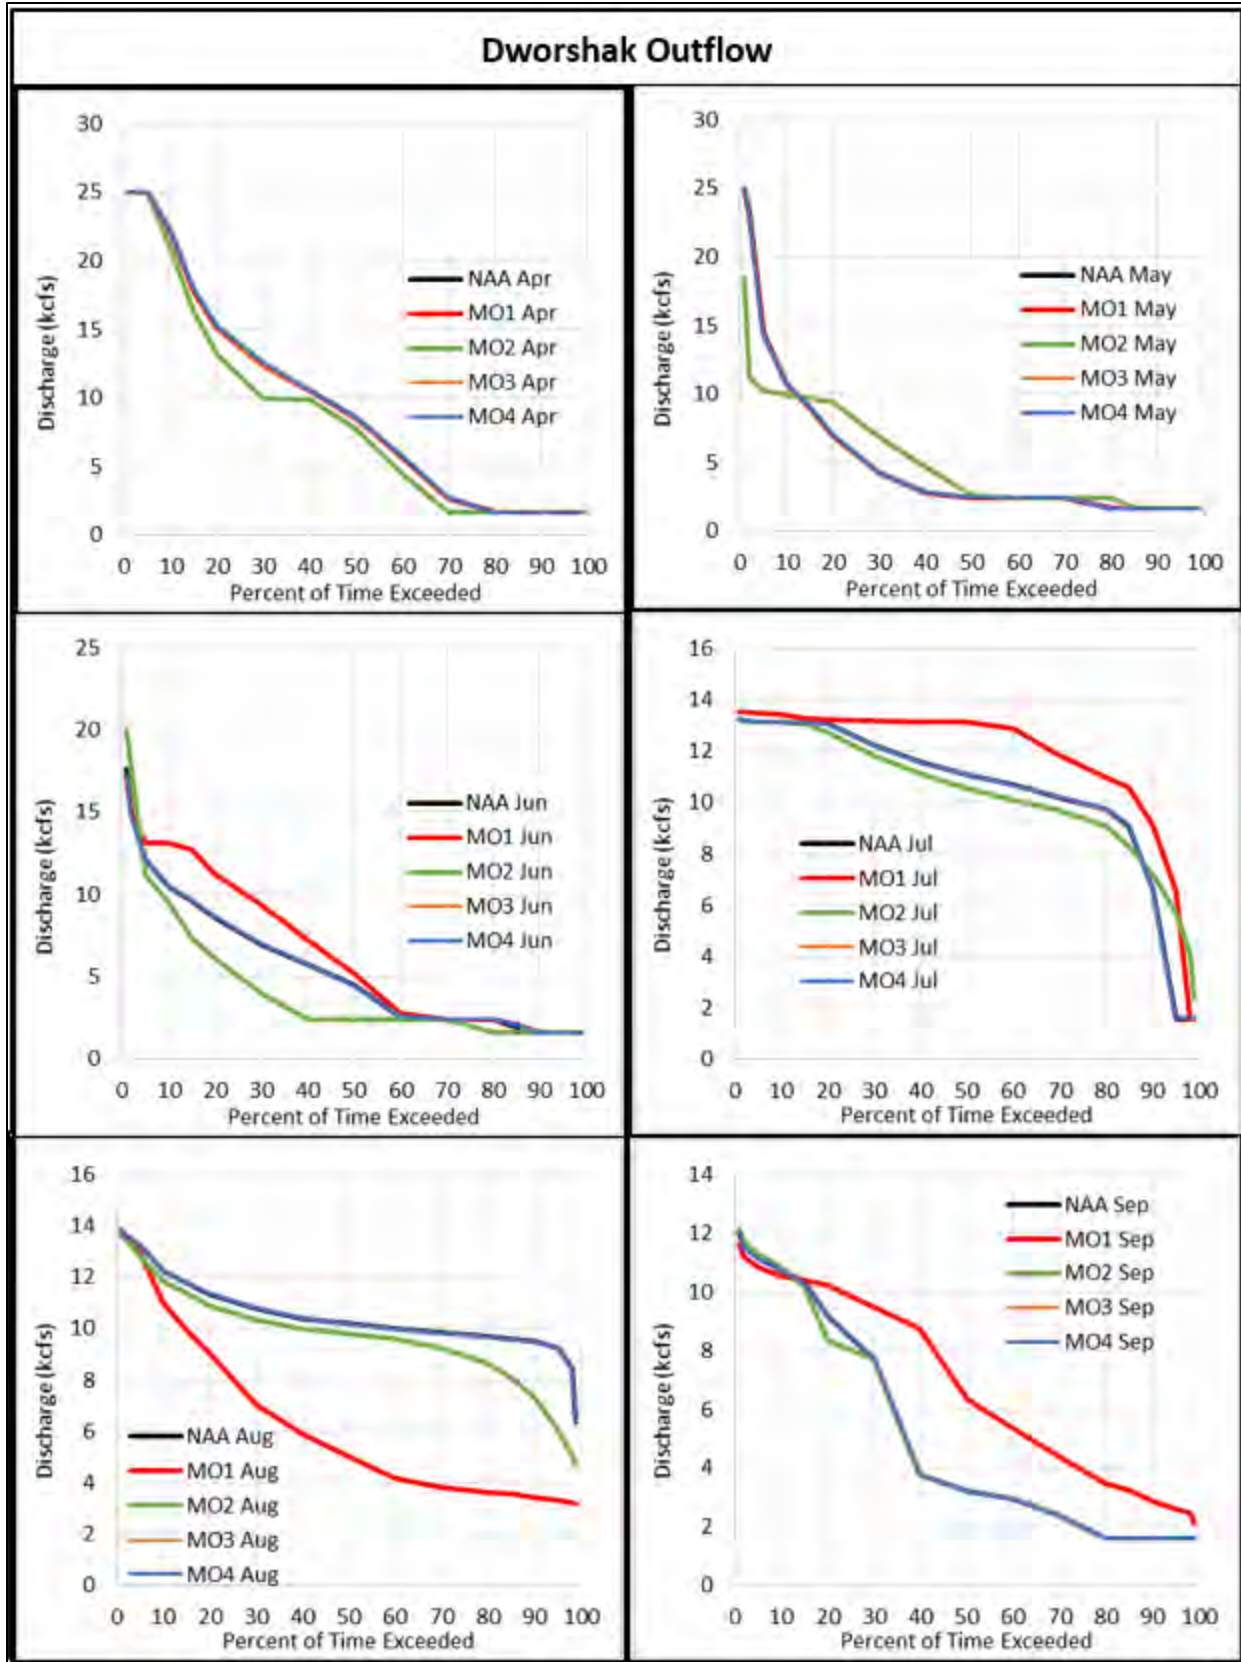 Dworshak Outflow
30
25
20
15
10
5
0
Discharge (kcfs)
NAA Apr
MO1 Apr
MO2 Apr
MO3 Apr
MO4 Apr
0 10 20 30 40 50 60 70 80 90 100
Percent of Time Exceeded
30
25
20
15
10
5
0
Discharge (kcfs)
NAA May
MO1 May
MO2 May
MO3 May
MO4 May
0 10 20 30 40 50 60 70 80 90 100
Percent of Time Exceeded
25
20
15
10
5
0
Discharge (kcfs)
NAA Jun
MO1 Jun
MO2 Jun
MO3 Jun
MO4 Jun
0 10 20 30 40 50 60 70 80 90 100
Percent of Time Exceeded
16
14
12
10
8
6
4
2
0
Discharge (kcfs)
NAA Jul
MO1 Jul
MO2 Jul
MO3 Jul
MO4 Jul
0 10 20 30 40 50 60 70 80 90 100
Percent of Time Exceeded
16
14
12
10
8
6
4
2
0
Discharge (kcfs)
NAA Aug
MO1 Aug
MO2 Aug
MO3 Aug
MO4 Aug
0 10 20 30 40 50 60 70 80 90 100
Percent of Time Exceeded
14
12
10
8
6
4
2
0
Discharge (kcfs)
NAA Sep
MO1 Sep
MO2 Sep
MO3 Sep
MO4 Sep
0 10 20 30 40 50 60 70 80 90 100
Percent of Time Exceeded